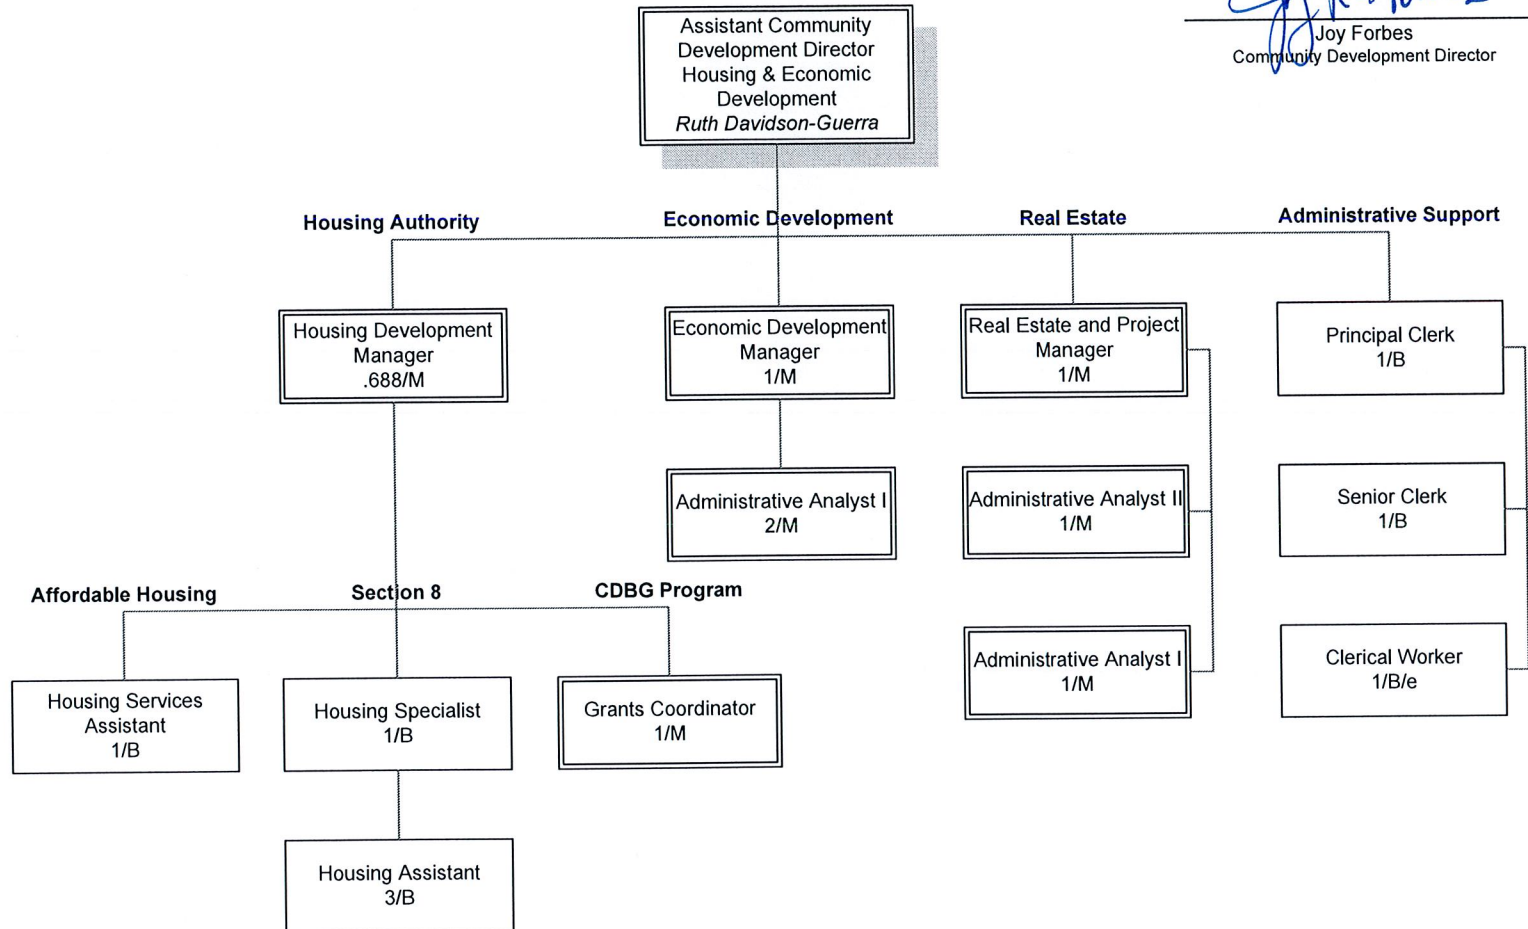 Assistant Community
Development Director
Housing & Economic
Development
Ruth Davidson-Guerra
Joy Forbes
Community Development Director
Housing Authority
Economic Development
Real Estate
Administrative Support
Housing Development
Manager
.688/M
Economic Development
Manager
1/M
Real Estate and Project
Manager
1/M
Principal Clerk
1/B
Administrative Analyst I
2/M
Administrative Analyst II
1/M
Senior Clerk
1/B
Affordable Housing
Section 8
CDBG Program
Administrative Analyst I
1/M
Clerical Worker
1/B/e
Housing Services
Assistant
1/B
Housing Specialist
1/B
Grants Coordinator
1/M
Housing Assistant
3/B